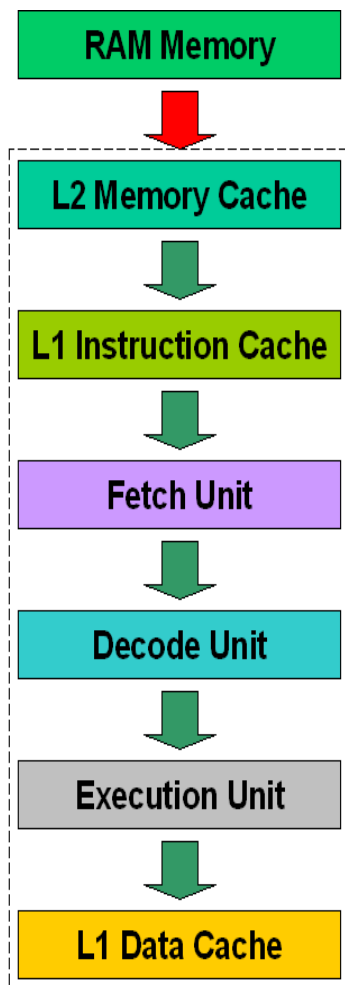 RAM Memory
L2 Memory Cache
L1 Instruction Cache
Fetch Unit
Decode Unit
Execution Unit
L1 Data Cache